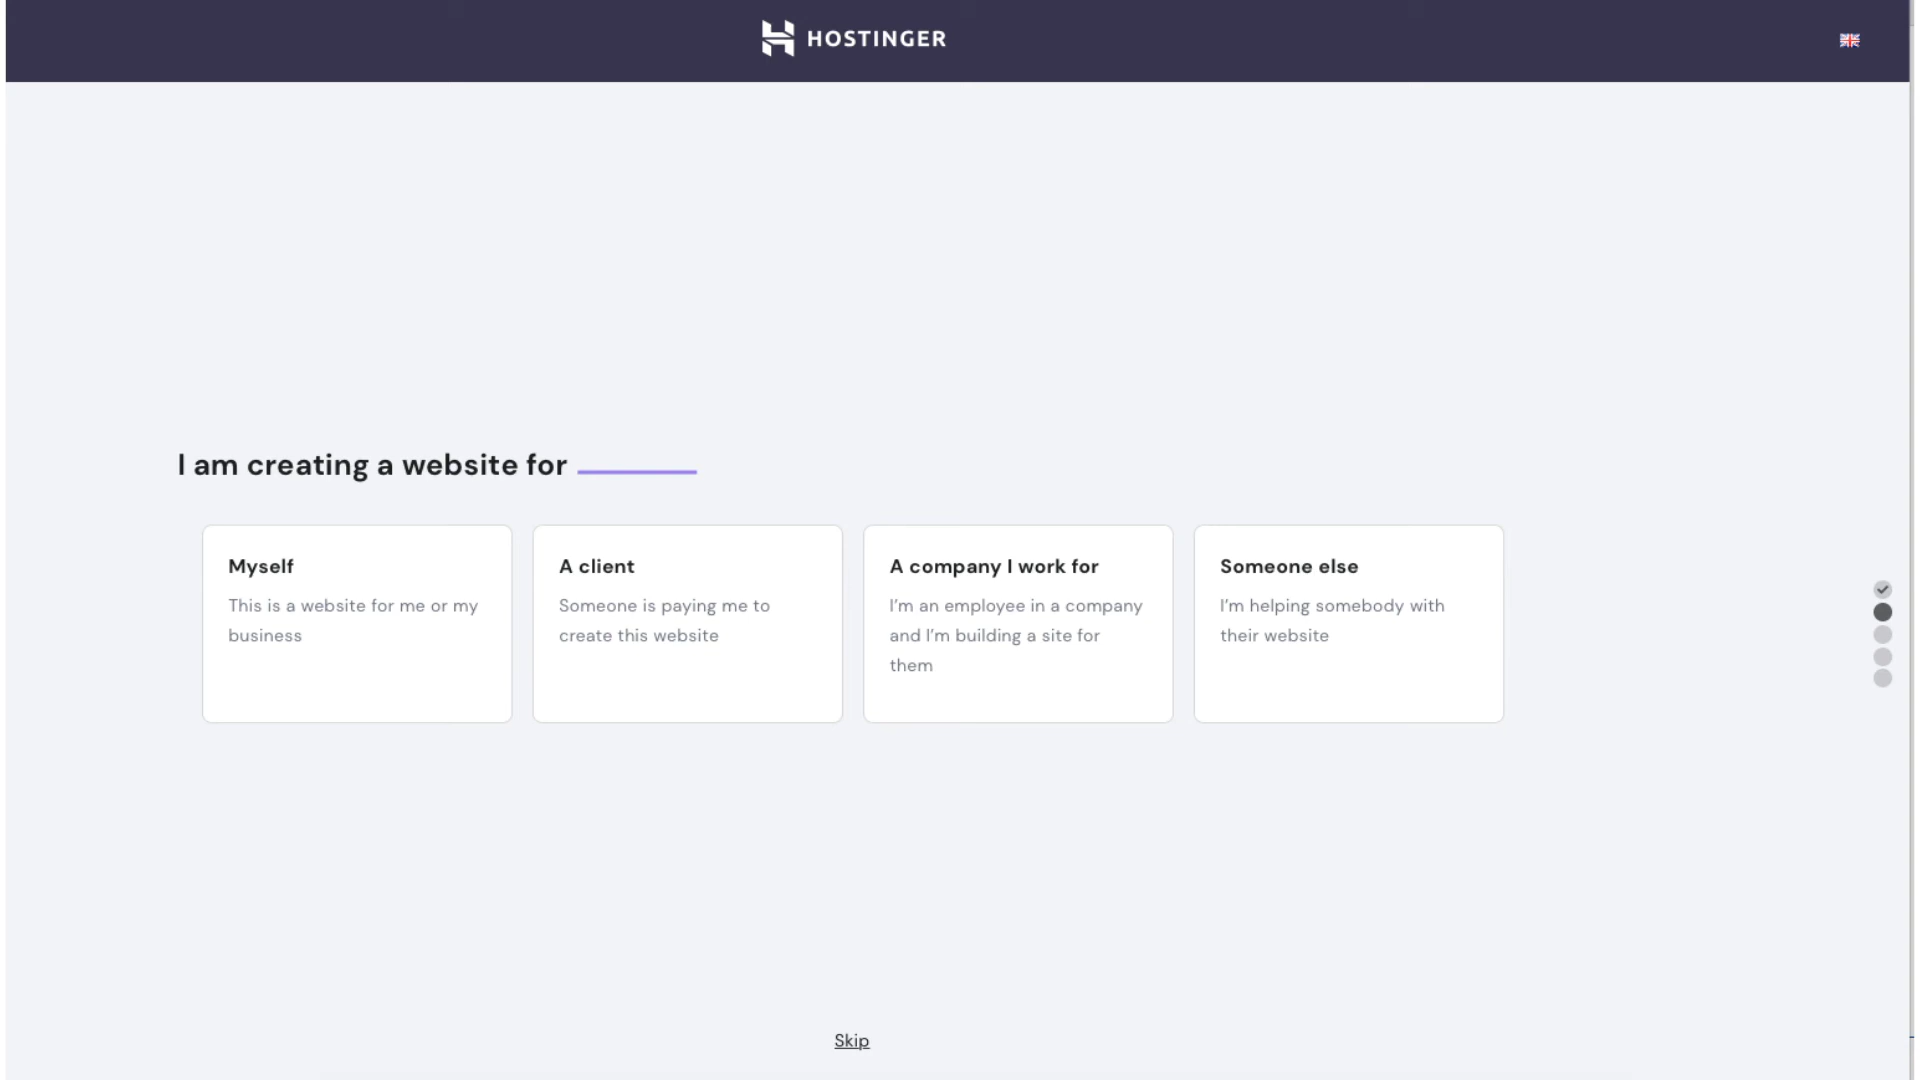 HOSTINGER
I am creating a website for
Myself
This is a website for me or my
business
A client
Someone is paying me to
create this website
A company I work for
I’m an employee in a company
and I’m building a site for
them
Someone else
I’m helping somebody with
their website
Skip